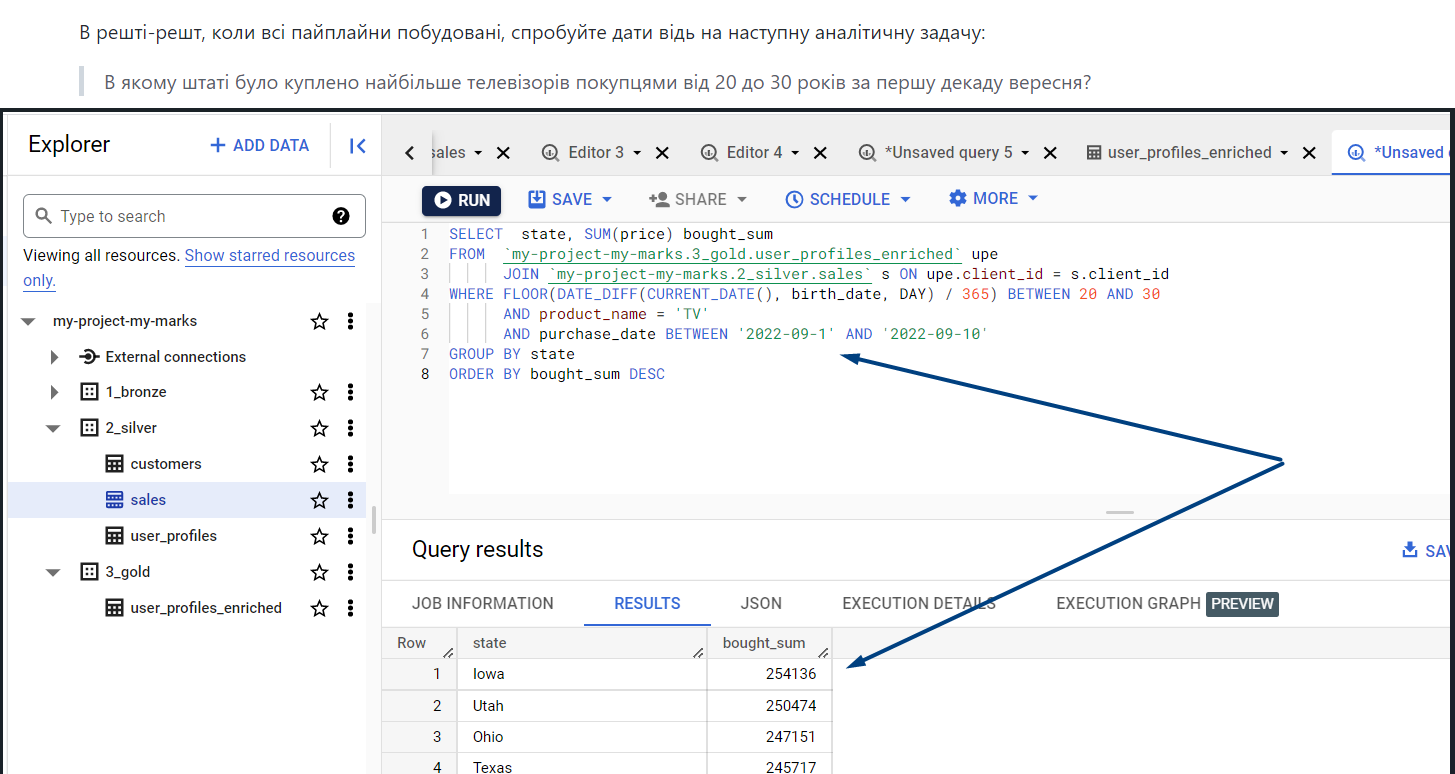 В решті-решт, коли всі пайплайни побудовані, спробуйте дати відь на наступну аналітичну задачу:
В якому штаті було куплено найбільше телевізорів покупцями від 20 до 30 років за першу декаду вересня?
Explorer
+ ADD DATA
sales
Editor 3
Editor 4
*Unsaved query 5
user_profiles_enriched
*Unsaved
Type to search
RUN
SAVE
SHARE
SCHEDULE
MORE
Viewing all resources. Show starred resources
only.
my-project-my-marks
External connections
1_bronze
2_silver
customers
sales
user_profiles
3_gold
user_profiles_enriched
1 SELECT state, SUM(price) bought_sum
2 FROM `my-project-my-marks.3_gold.user_profiles_enriched` upe
3 JOIN `my-project-my-marks.2_silver.sales` s ON upe.client_id = s.client_id
4 WHERE FLOOR(DATE_DIFF(CURRENT_DATE(), birth_date, DAY) / 365) BETWEEN 20 AND 30
5 AND product_name = 'TV'
6 AND purchase_date BETWEEN '2022-09-1' AND '2022-09-10'
7 GROUP BY state
8 ORDER BY bought_sum DESC
Query results
SAV
JOB INFORMATION RESULTS JSON EXECUTION DETAILS EXECUTION GRAPH PREVIEW
Row state bought_sum
1 Iowa 254136
2 Utah 250474
3 Ohio 247151
4 Texas 245717